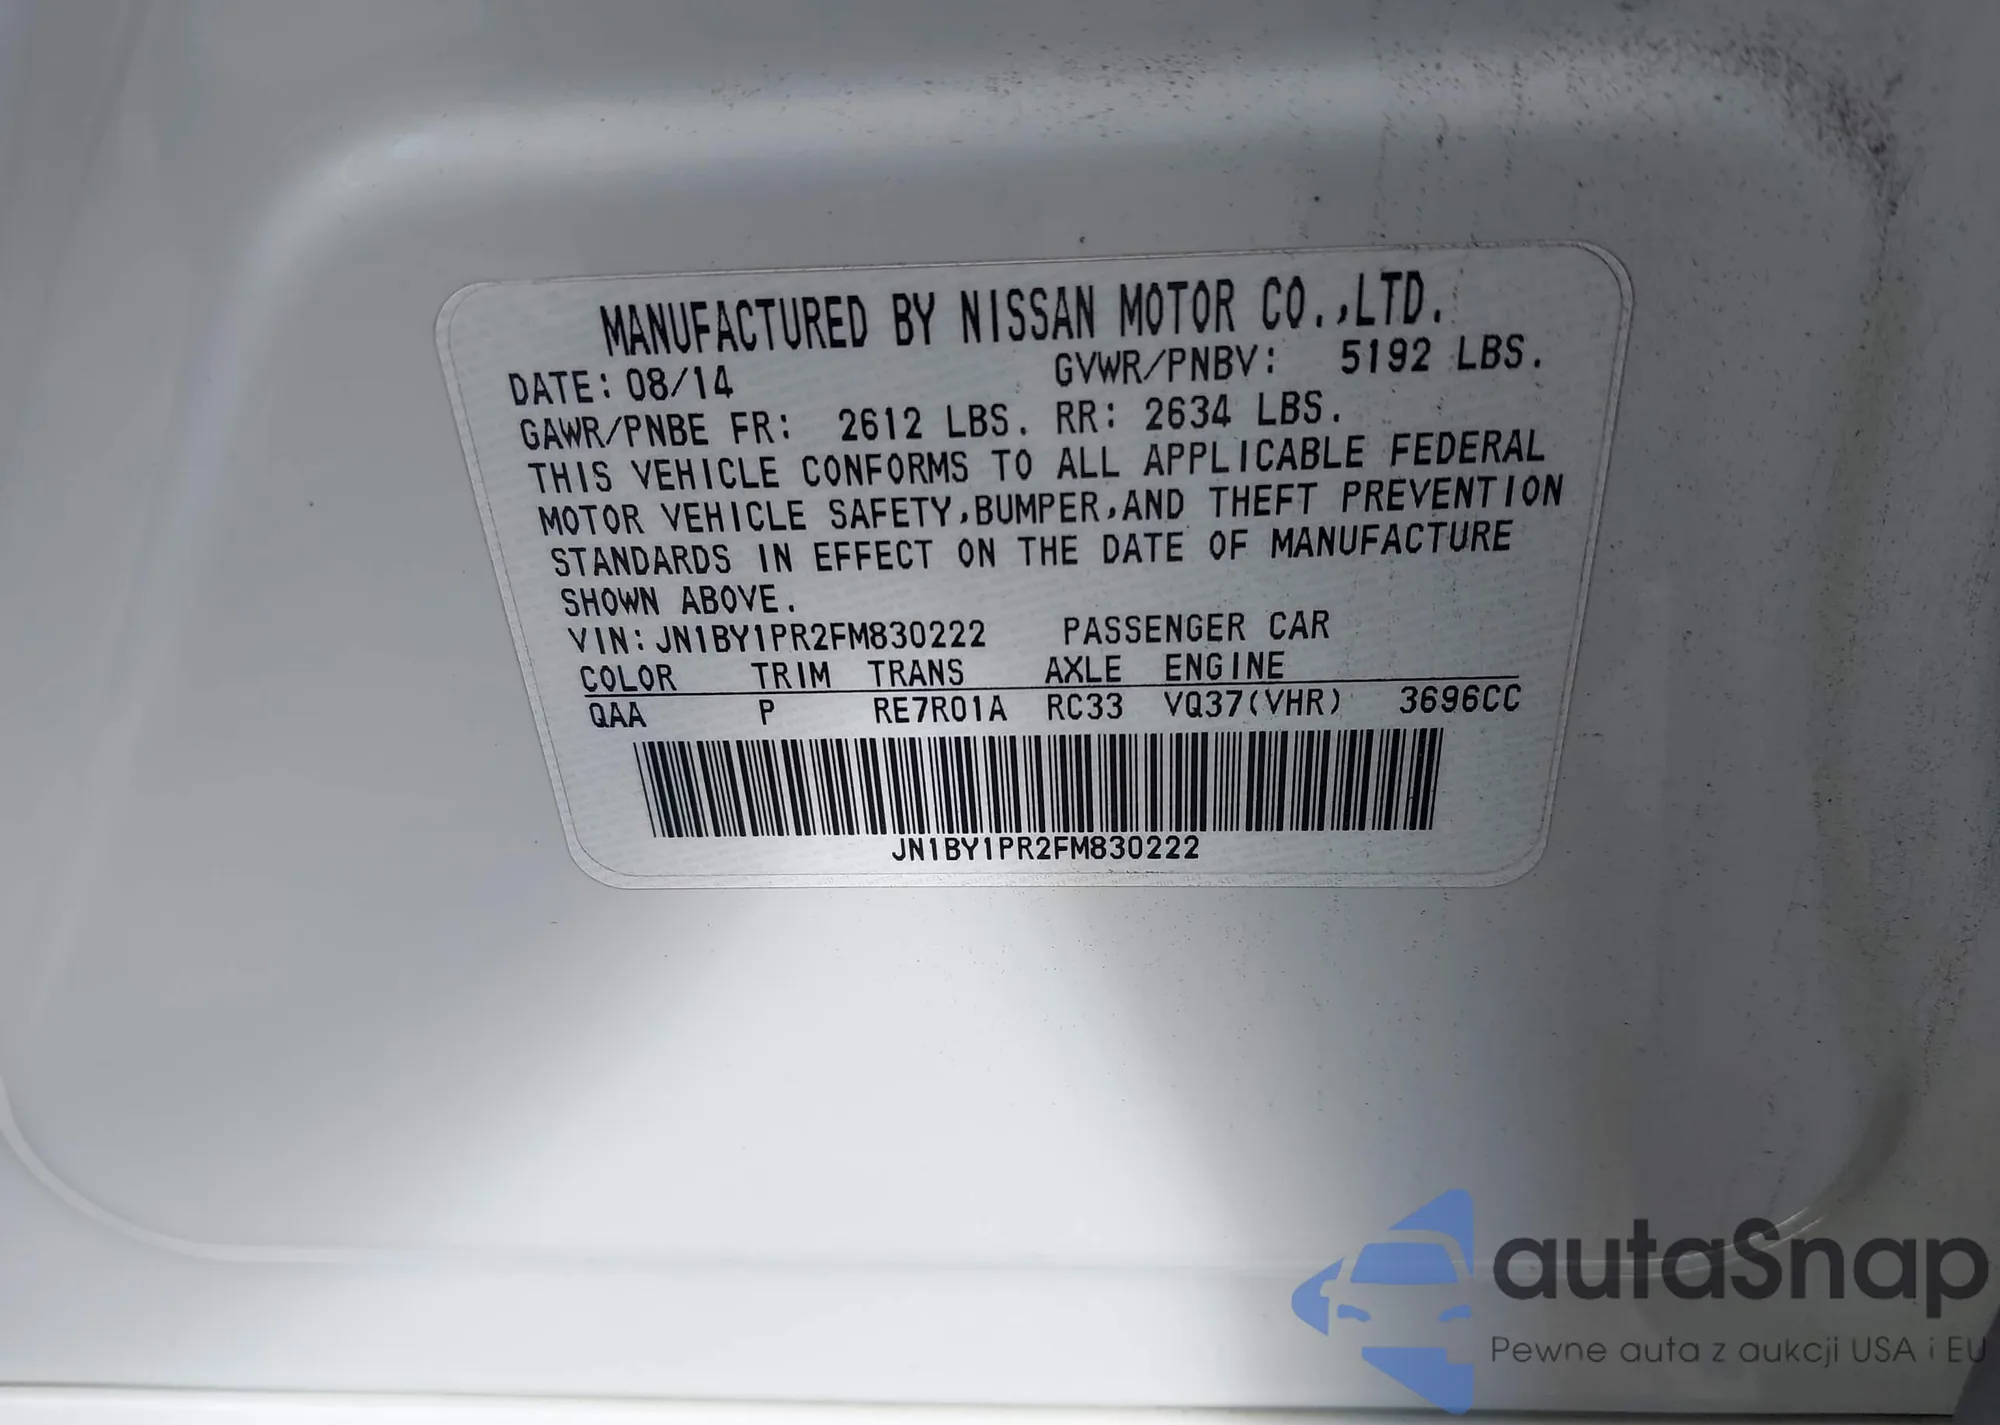 MANUFACTURED BY NISSAN MOTOR CO.,LTD.
DATE: 08/14 GVWR/PNBV: 5192 LBS.
GAWR/PNBE FR: 2612 LBS. RR: 2634 LBS.
THIS VEHICLE CONFORMS TO ALL APPLICABLE FEDERAL
MOTOR VEHICLE SAFETY,BUMPER,AND THEFT PREVENTION
STANDARDS IN EFFECT ON THE DATE OF MANUFACTURE
SHOWN ABOVE.
VIN:JN1BY1PR2FM830222 PASSENGER CAR
COLOR TRIM TRANS AXLE ENGINE
QAA P RE7R01A RC33 VQ37(VHR) 3696CC
JN1BY1PR2FM830222
autaSnap
Pewne auta z aukcji USA i EU